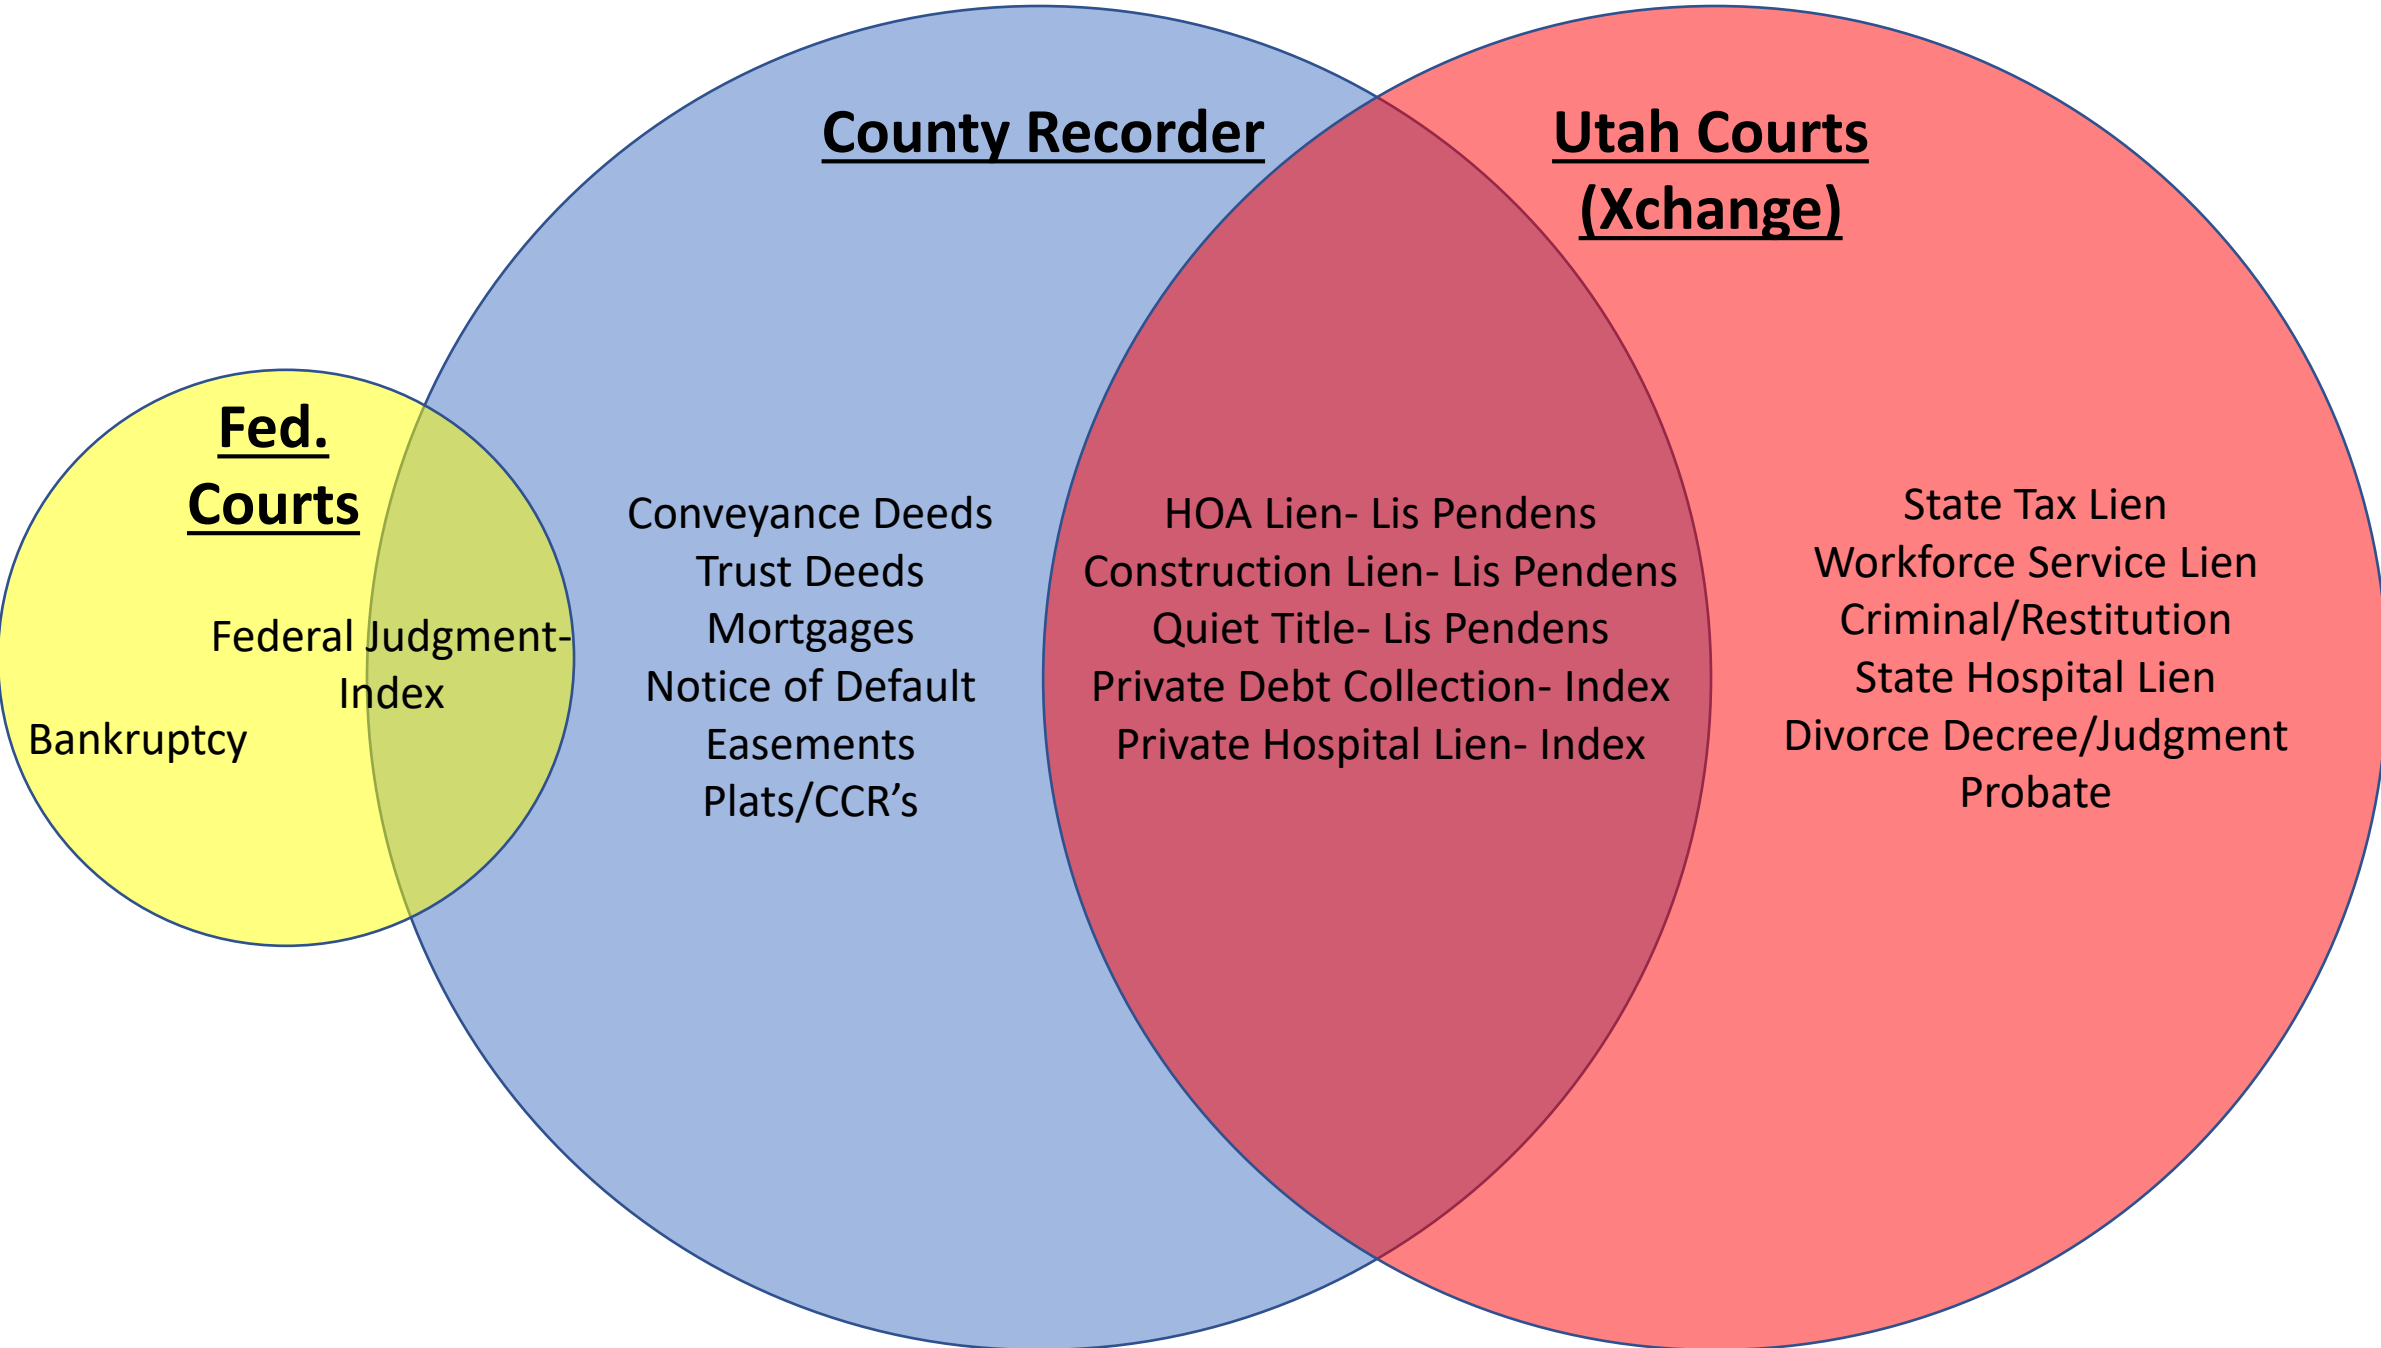 County Recorder
Utah Courts
(Xchange)
Fed.
Courts
Federal Judgment-
Index
Bankruptcy
Conveyance Deeds
Trust Deeds
Mortgages
Notice of Default
Easements
Plats/CCR’s
HOA Lien- Lis Pendens
Construction Lien- Lis Pendens
Quiet Title- Lis Pendens
Private Debt Collection- Index
Private Hospital Lien- Index
State Tax Lien
Workforce Service Lien
Criminal/Restitution
State Hospital Lien
Divorce Decree/Judgment
Probate